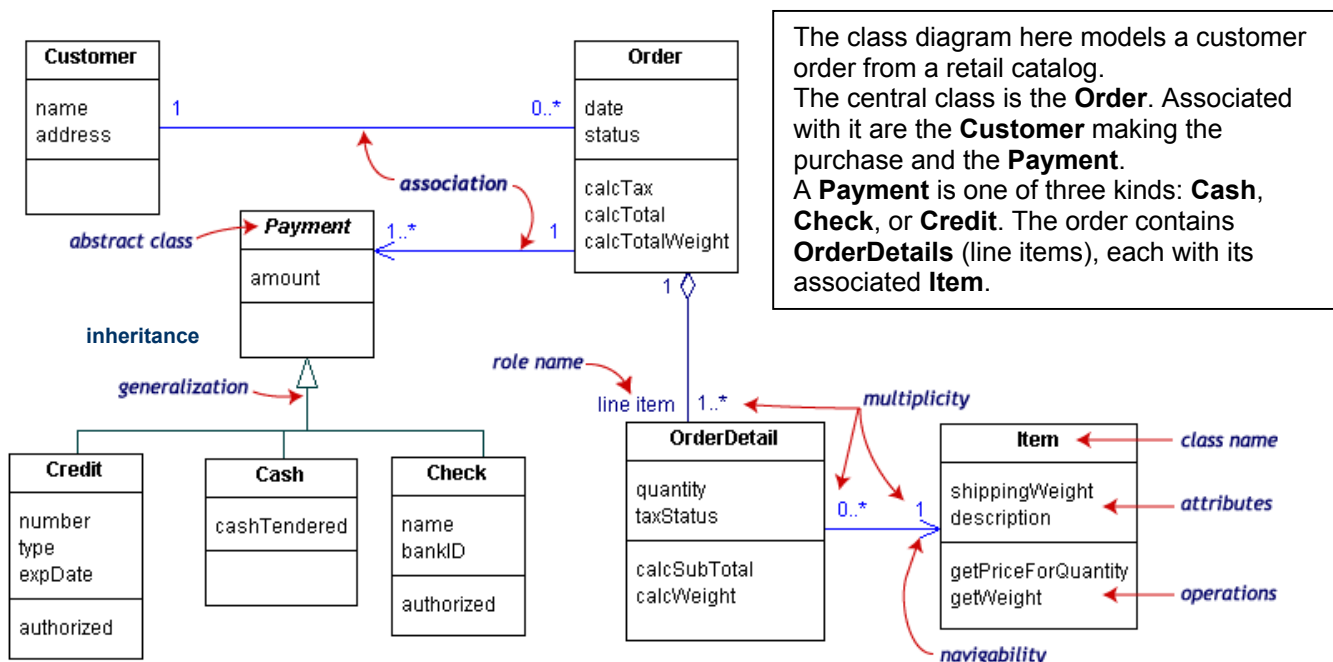 Customer
name
address
1
0..*
Order
date
status
calcTax
calcTotal
calcTotalWeight
The class diagram here models a customer
order from a retail catalog.
The central class is the Order. Associated
with it are the Customer making the
purchase and the Payment.
A Payment is one of three kinds: Cash,
Check, or Credit. The order contains
OrderDetails (line items), each with its
associated Item.
association
abstract class
Payment
amount
1..*
1
1
inheritance
generalization
role name
line item
1..*
multiplicity
Credit
number
type
expDate
authorized
Cash
cashTendered
Check
name
bankID
authorized
OrderDetail
quantity
taxStatus
calcSubTotal
calcWeight
0..*
1
Item
shippingWeight
description
getPriceForQuantity
getWeight
class name
attributes
operations
navigability